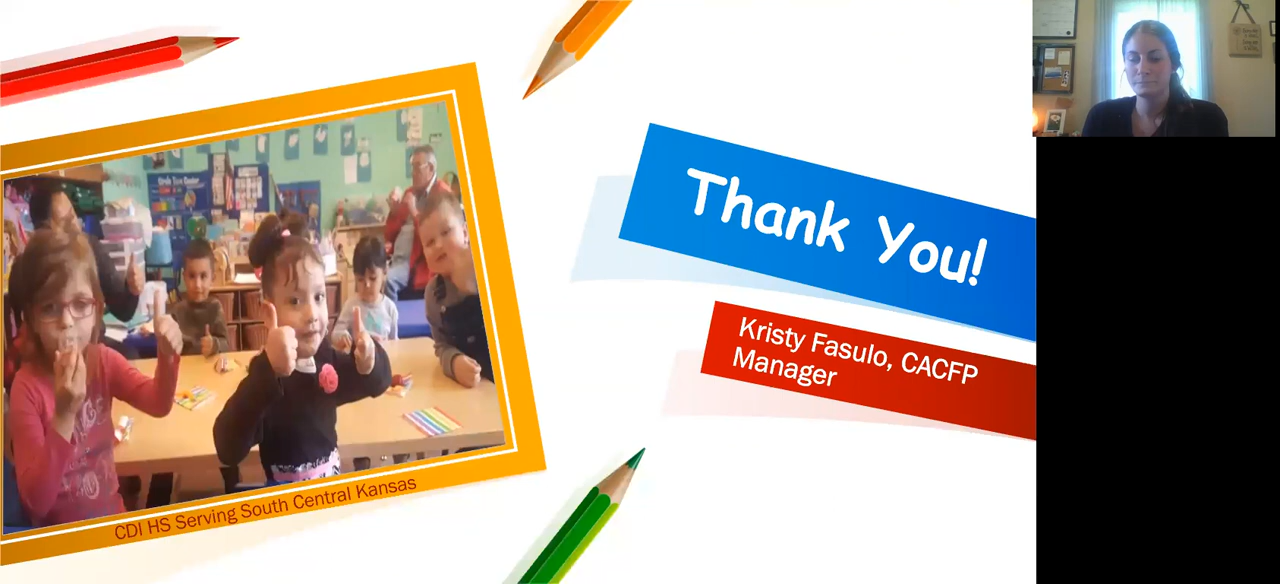 Thank You!
Kristy Fasulo, CACFP
Manager
CDI HS Serving South Central Kansas